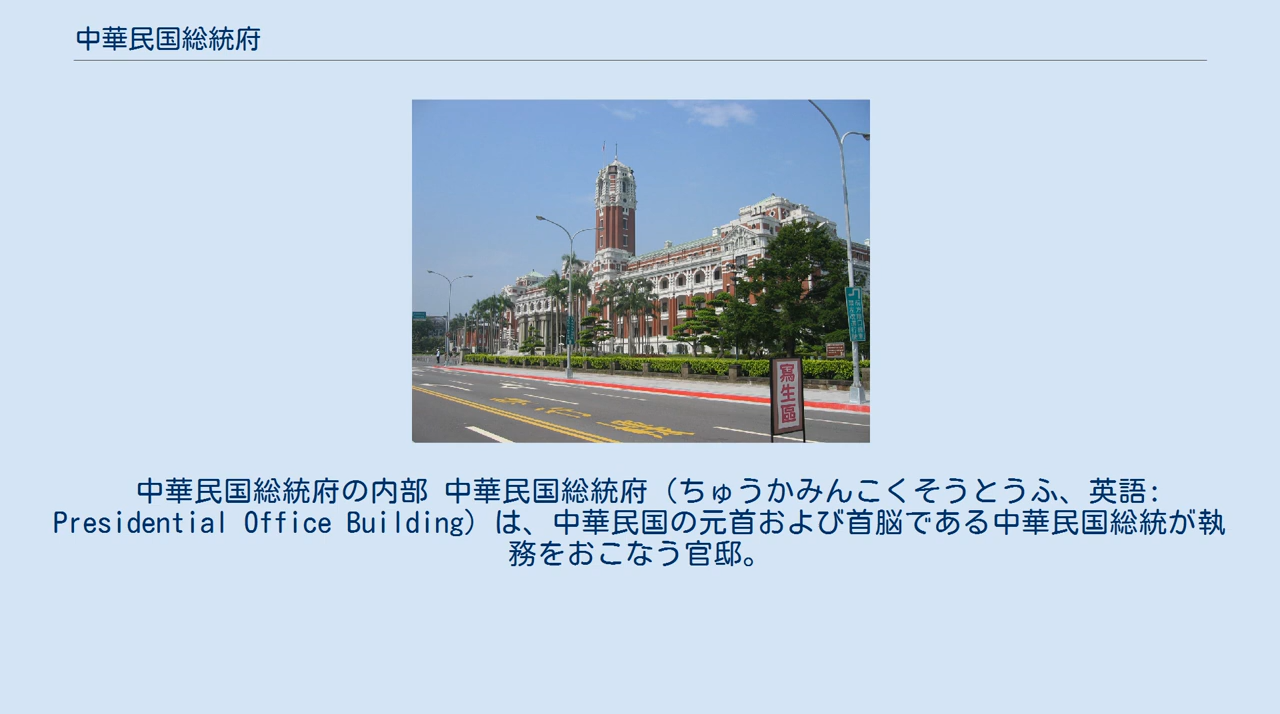 中華民国総統府
寫生區
中華民国総統府の内部 中華民国総統府（ちゅうかみんこくそうとうふ、英語:
Presidential Office Building）は、中華民国の元首および首脳である中華民国総統が執
務をおこなう官邸。